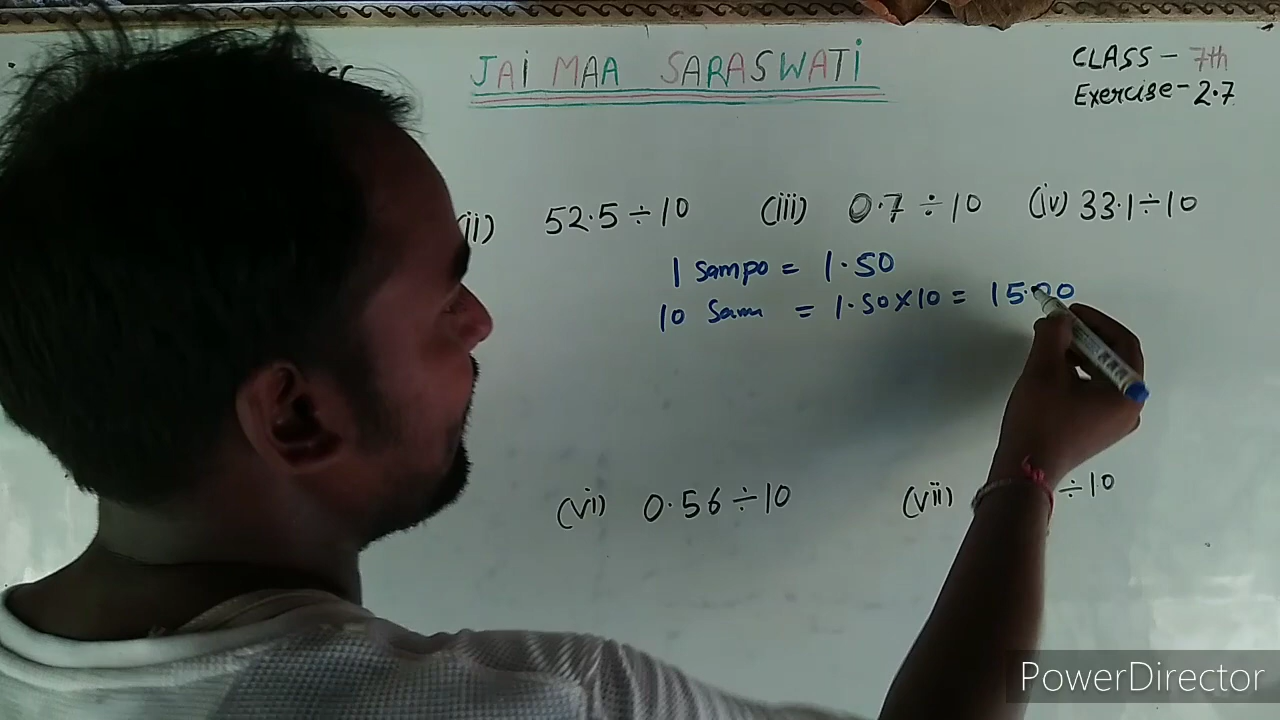 JAI MAA SARASWATI
CLASS - 7th
Exercise - 2.7
(ii) 52.5÷10 (iii) 0.7÷10 (iv) 33.1÷10
1 Sampo = 1.50
10 Sam = 1.50×10 = 15.00
(vi) 0.56÷10 (vii) ÷10
PowerDirector